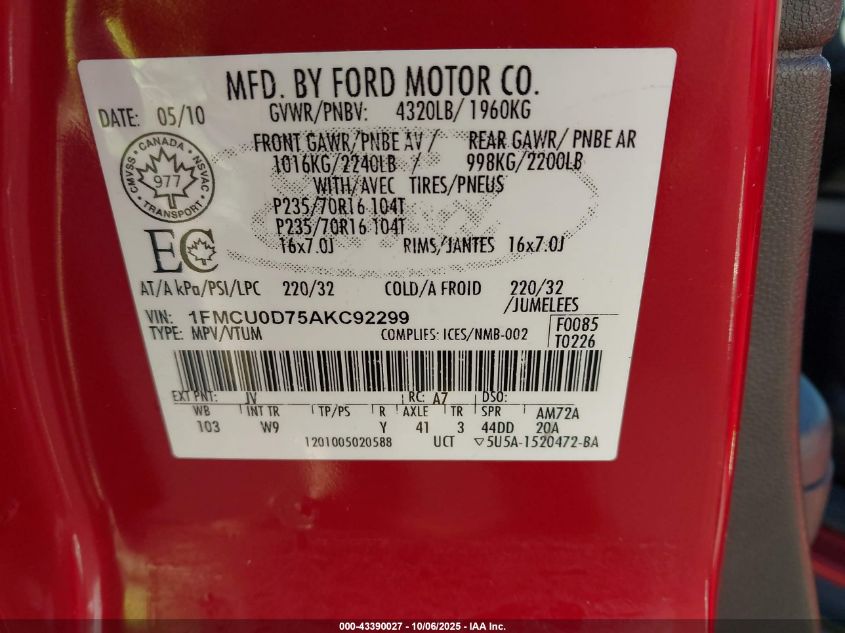 MFD. BY FORD MOTOR CO.
DATE: 05/10 GVWR/PNBV: 4320LB/ 1960KG
FRONT GAWR/PNBE AV / REAR GAWR/ PNBE AR
1016KG/2240LB / 998KG/2200LB
WITH/AVEC TIRES/PNEUS
P235/70R16 104T
P235/70R16 104T
16x7.0J RIMS/JANTES 16x7.0J
CMVSS • CANADA • NSVAC
977
TRANSPORT
EC
AT/A kPa/PSI/LPC 220/32 COLD/A FROID 220/32
/JUMELEES
VIN: 1FMCU0D75AKC92299
TYPE: MPV/VTUM COMPLIES: ICES/NMB-002
F0085
T0226
EXT PNT: JV RC: A7 DSO:
WB INT TR TP/PS R AXLE TR SPR AM72A
103 W9 Y 41 3 44DD 20A
1201005020588 UCT ▽5U5A-1520472-BA
000-43390027 - 10/06/2025 - IAA Inc.